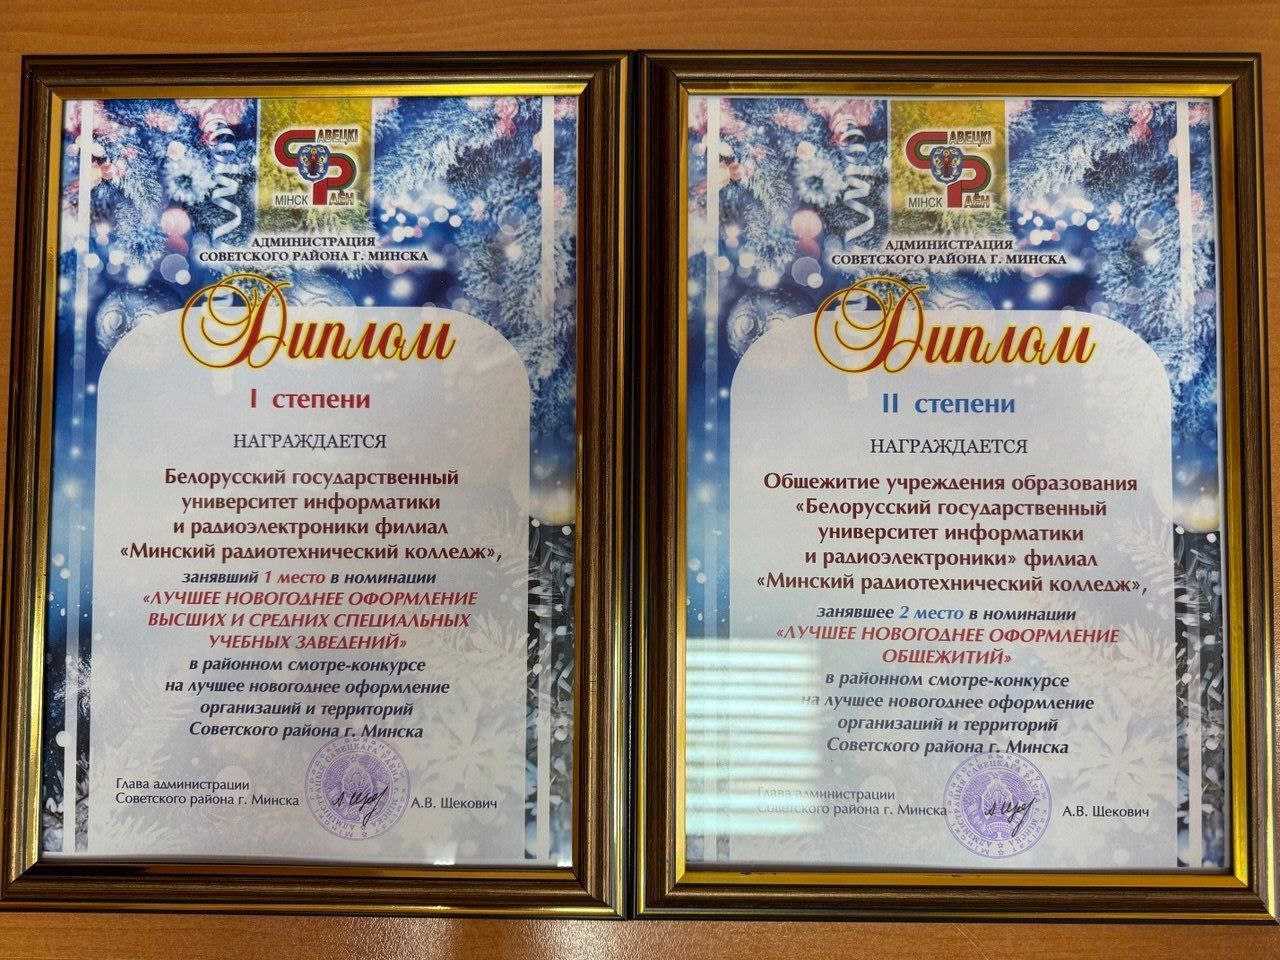 САВЕЦКІ
МІНСК РАЁН
АДМИНИСТРАЦИЯ
СОВЕТСКОГО РАЙОНА Г. МИНСКА
Диплом
I степени
НАГРАЖДАЕТСЯ
Белорусский государственный
университет информатики
и радиоэлектроники филиал
«Минский радиотехнический колледж»,
занявший 1 место в номинации
«ЛУЧШЕЕ НОВОГОДНЕЕ ОФОРМЛЕНИЕ
ВЫСШИХ И СРЕДНИХ СПЕЦИАЛЬНЫХ
УЧЕБНЫХ ЗАВЕДЕНИЙ»
в районном смотре-конкурсе
на лучшее новогоднее оформление
организаций и территорий
Советского района г. Минска
Глава администрации
Советского района г. Минска
А.В. Щекович
САВЕЦКІ
МІНСК РАЁН
АДМИНИСТРАЦИЯ
СОВЕТСКОГО РАЙОНА Г. МИНСКА
Диплом
II степени
НАГРАЖДАЕТСЯ
Общежитие учреждения образования
«Белорусский государственный
университет информатики
и радиоэлектроники» филиал
«Минский радиотехнический колледж»,
занявшее 2 место в номинации
«ЛУЧШЕЕ НОВОГОДНЕЕ ОФОРМЛЕНИЕ
ОБЩЕЖИТИЙ»
в районном смотре-конкурсе
на лучшее новогоднее оформление
организаций и территорий
Советского района г. Минска
Глава администрации
Советского района г. Минска
А.В. Щекович